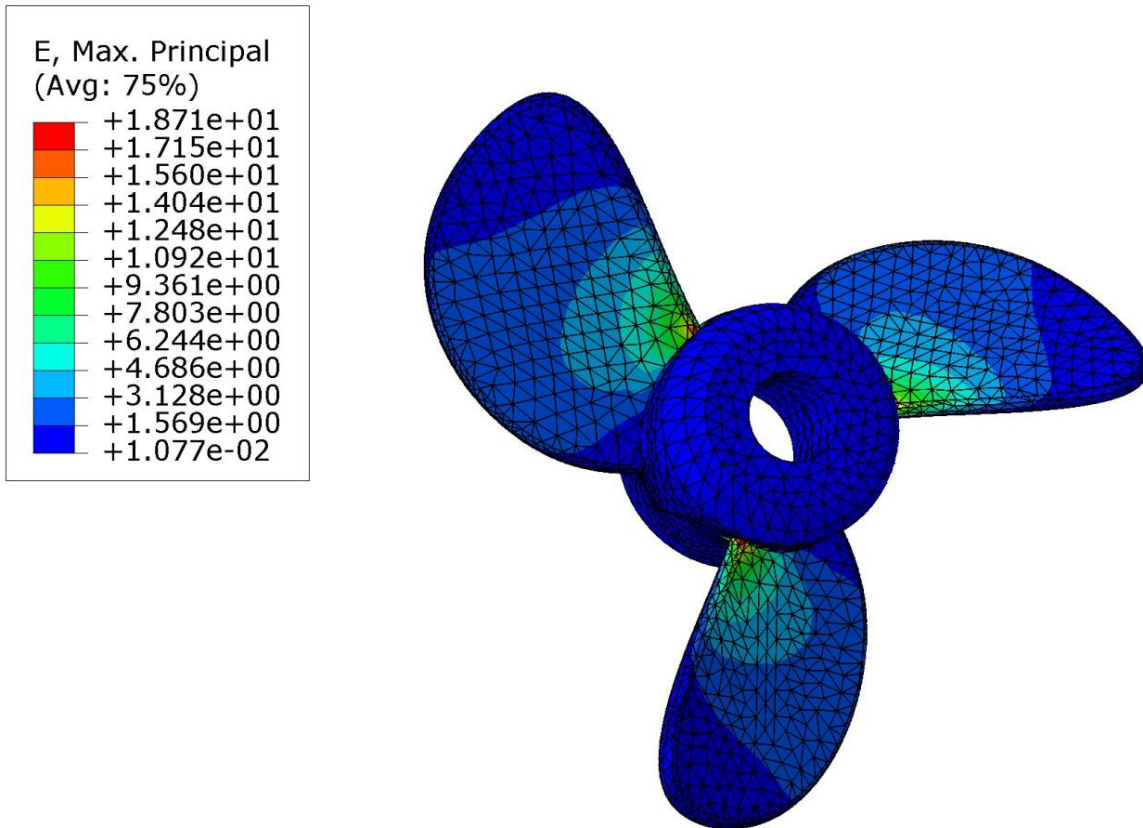 E, Max. Principal
(Avg: 75%)
+1.871e+01
+1.715e+01
+1.560e+01
+1.404e+01
+1.248e+01
+1.092e+01
+9.361e+00
+7.803e+00
+6.244e+00
+4.686e+00
+3.128e+00
+1.569e+00
+1.077e-02